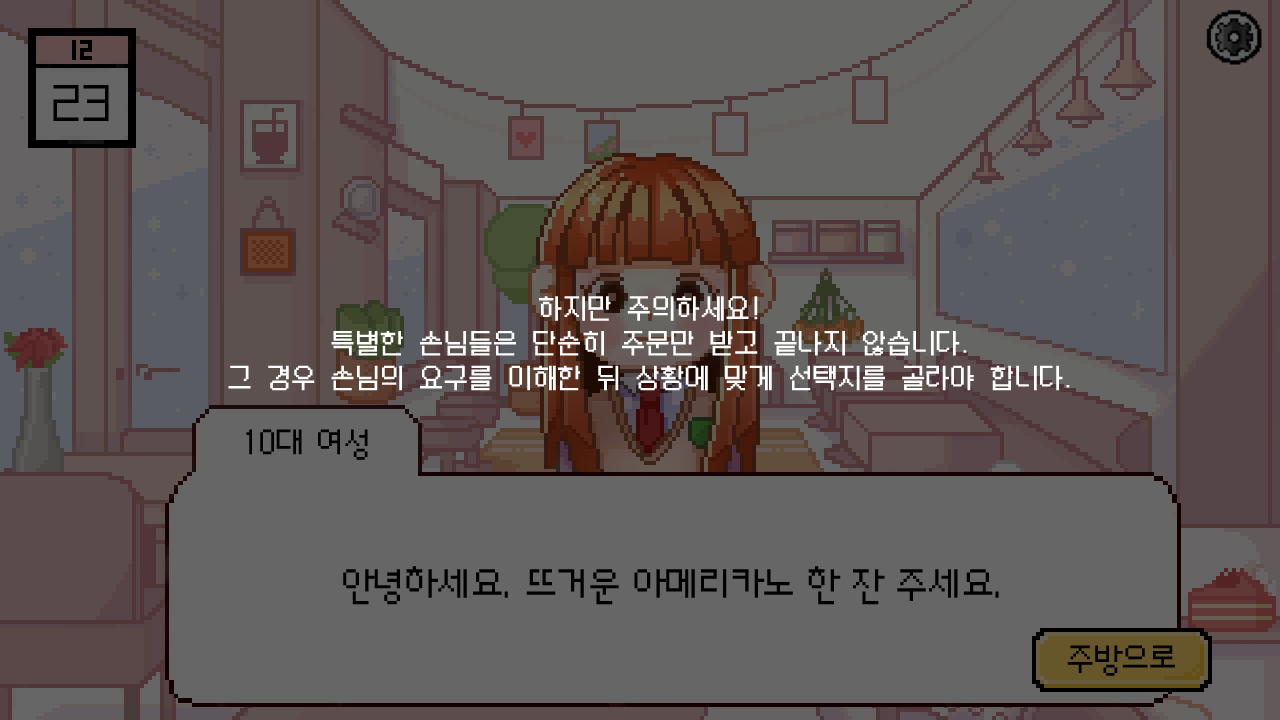 12
23
하지만 주의하세요!
특별한 손님들은 단순히 주문만 받고 끝나지 않습니다.
그 경우 손님의 요구를 이해한 뒤 상황에 맞게 선택지를 골라야 합니다.
10대 여성
안녕하세요. 뜨거운 아메리카노 한 잔 주세요.
주방으로